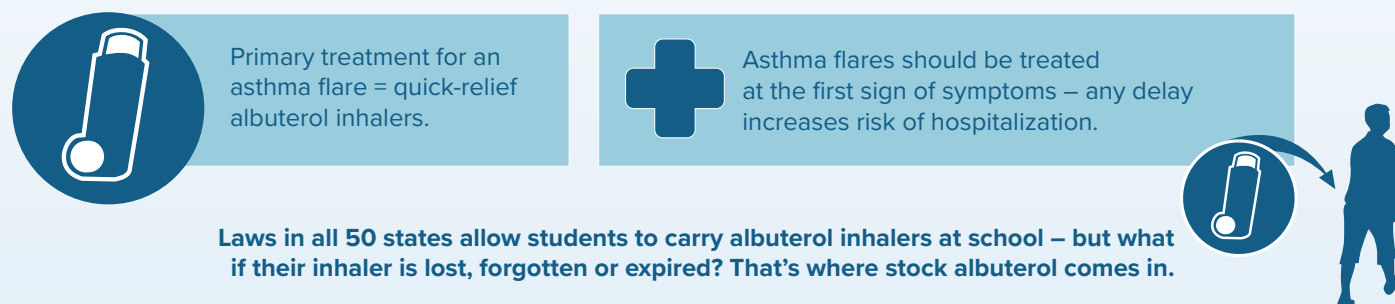 Primary treatment for an
asthma flare = quick-relief
albuterol inhalers.
Asthma flares should be treated
at the first sign of symptoms – any delay
increases risk of hospitalization.
Laws in all 50 states allow students to carry albuterol inhalers at school – but what
if their inhaler is lost, forgotten or expired? That’s where stock albuterol comes in.